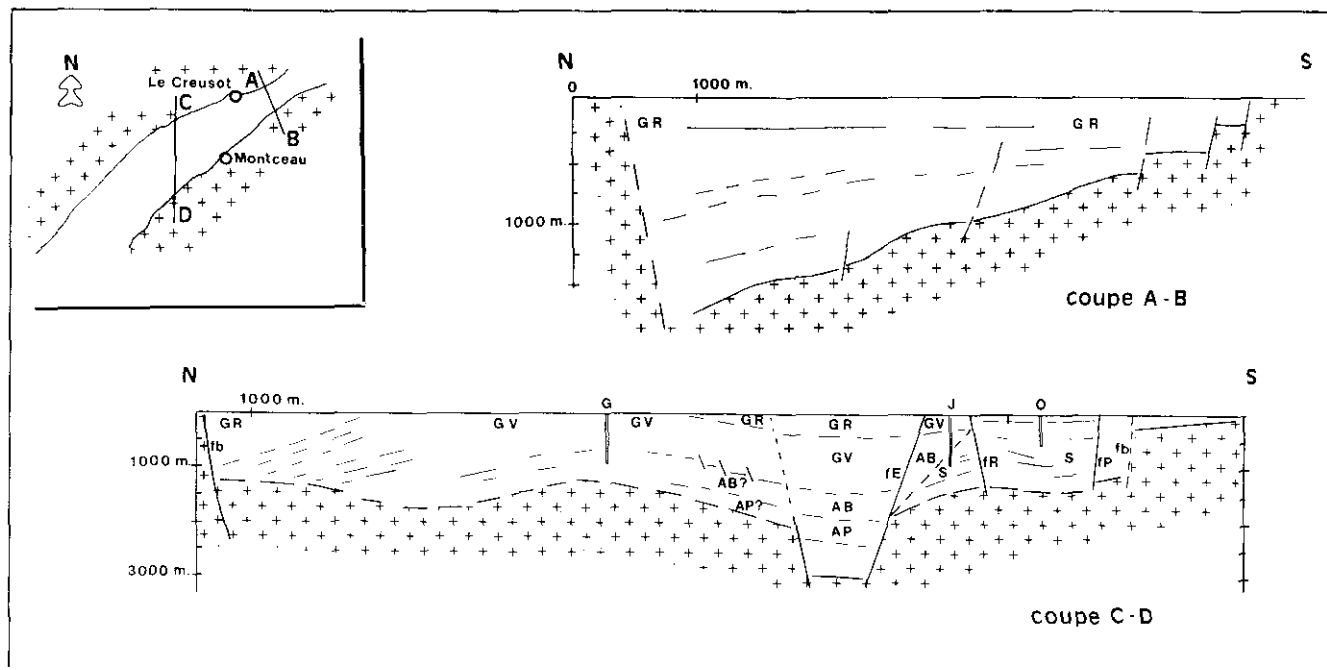 N
Le Creusot A
C
B
Montceau
D
N S
0 1000 m.
GR GR
1000 m.
coupe A-B
N S
1000 m. G J O
GR GV GV GR GR GV
fb 1000 m. GV fE AB fR S fP fb
S
AB? AB
AP? AP
3000 m.
coupe C-D